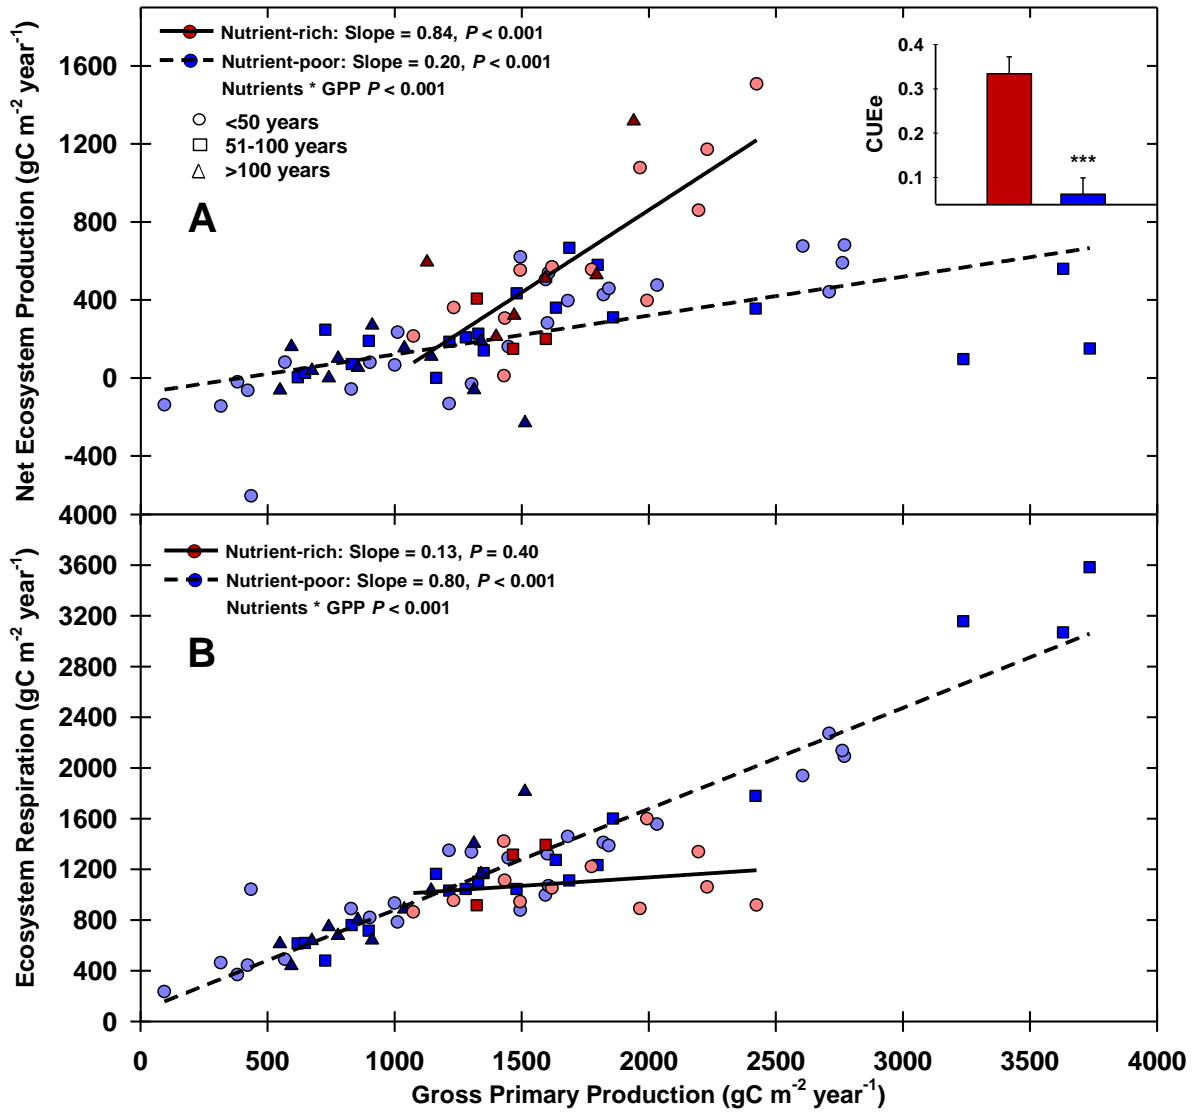 Nutrient-rich: Slope = 0.84, P < 0.001
Nutrient-poor: Slope = 0.20, P < 0.001
Nutrients * GPP P < 0.001
<50 years
51-100 years
>100 years
A
Net Ecosystem Production (gC m-2 year-1)
1600
1200
800
400
0
-400
CUEe
0.4
0.3
0.2
0.1
***
4000
3600
3200
2800
2400
2000
1600
1200
800
400
0
Ecosystem Respiration (gC m-2 year-1)
Nutrient-rich: Slope = 0.13, P = 0.40
Nutrient-poor: Slope = 0.80, P < 0.001
Nutrients * GPP P < 0.001
B
0 500 1000 1500 2000 2500 3000 3500 4000
Gross Primary Production (gC m-2 year-1)